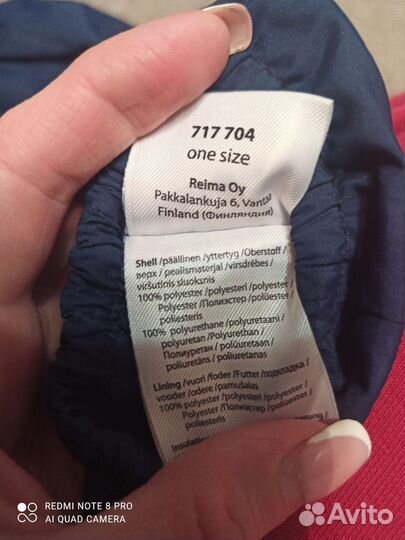 717 704
one size
Reima Oy
Pakkalankuja 6, Vantaa
Finland (Финляндия)
Shell /päällinen /yttertyg /Oberstoff /
верх / pealismaterjal /virsdrēbes /
viršutinis sluoksnis
100% polyester /polyesteri /polyester /
Polyester /Полиэстер /polüester /
poliesteris
100% polyurethane /polyuretaani /
polyuretan /Polyurethan /
Полиуретан / polüuretaan /
poliuretāns / poliuretanas
Lining /vuori /foder /Futter /подкладка /
vooder /odere /pamušalas
100% polyester /polyesteri /polyester /
Polyester /Полиэстер /polüester /
poliesteris
Insulation
REDMI NOTE 8 PRO
AI QUAD CAMERA
Avito